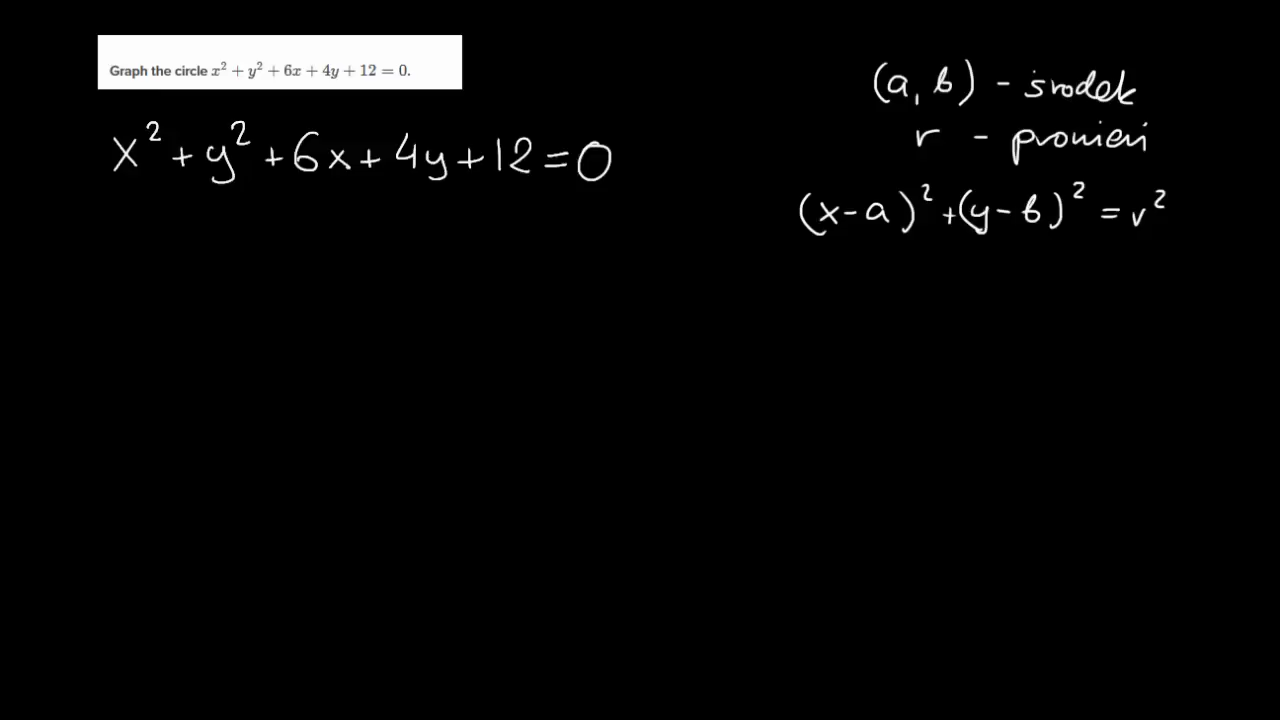 Graph the circle x² + y² + 6x + 4y + 12 = 0.
x² + y² + 6x + 4y + 12 = 0
(a, b) - środek
r - promień
(x - a)² + (y - b)² = r²